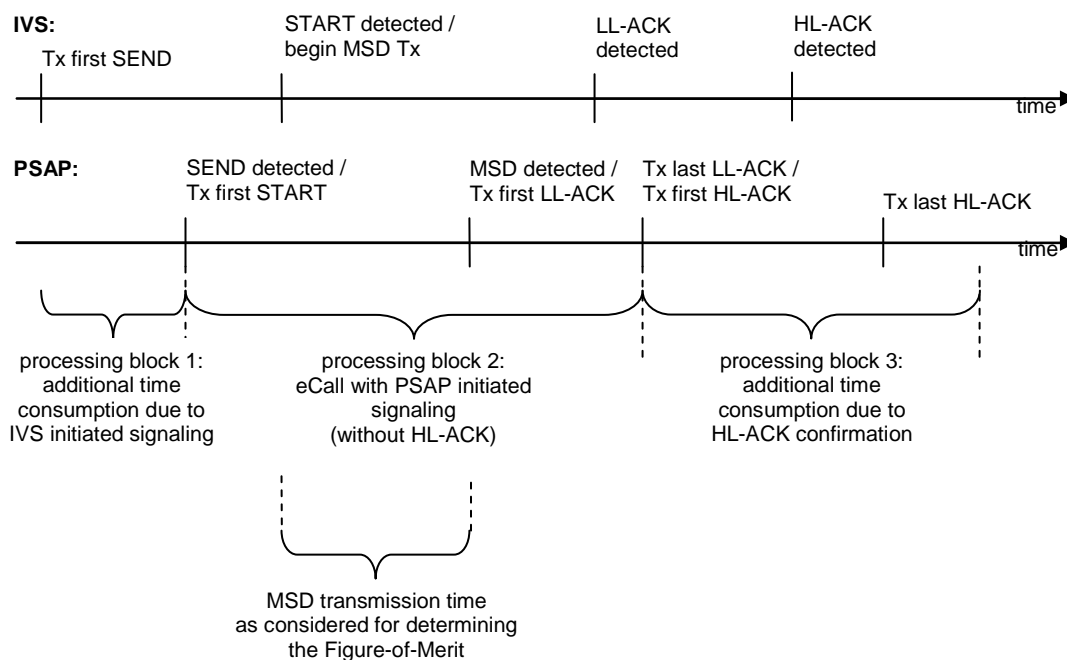 IVS:
Tx first SEND
START detected /
begin MSD Tx
LL-ACK
detected
HL-ACK
detected
time
PSAP:
SEND detected /
Tx first START
MSD detected /
Tx first LL-ACK
Tx last LL-ACK /
Tx first HL-ACK
Tx last HL-ACK
time
processing block 1:
additional time
consumption due to
IVS initiated signaling
processing block 2:
eCall with PSAP initiated
signaling
(without HL-ACK)
processing block 3:
additional time
consumption due to
HL-ACK confirmation
MSD transmission time
as considered for determining
the Figure-of-Merit